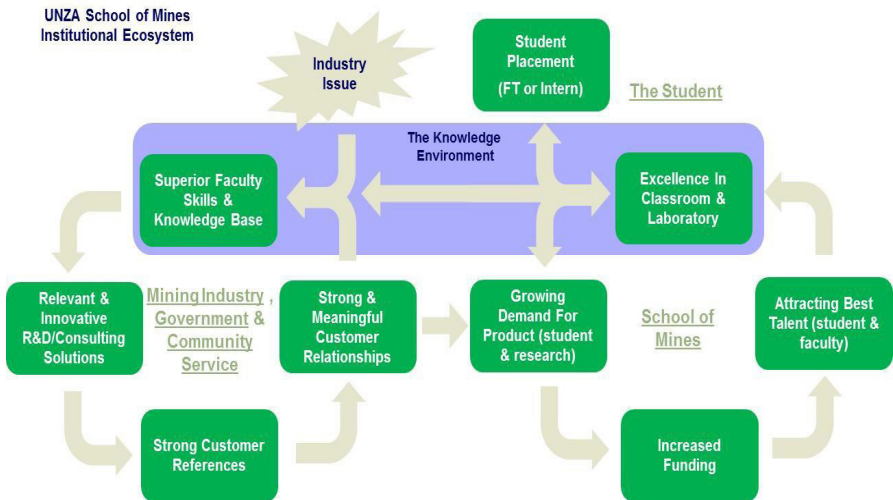 UNZA School of Mines
Institutional Ecosystem
Industry
Issue
Student
Placement
(FT or Intern)
The Student
The Knowledge
Environment
Superior Faculty
Skills &
Knowledge Base
Excellence In
Classroom &
Laboratory
Relevant &
Innovative
R&D/Consulting
Solutions
Mining Industry ,
Government &
Community
Service
Strong &
Meaningful
Customer
Relationships
Growing
Demand For
Product (student
& research)
School of
Mines
Attracting Best
Talent (student &
faculty)
Strong Customer
References
Increased
Funding